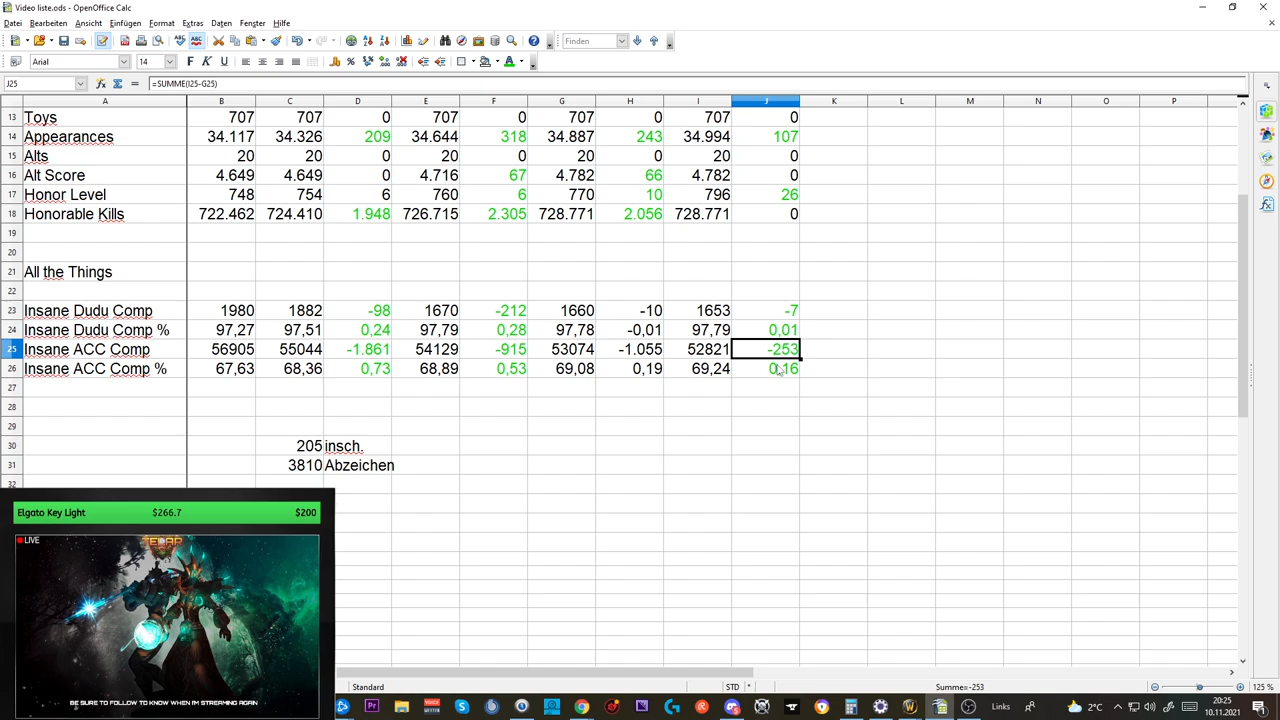 Video liste.ods - OpenOffice Calc
Datei Bearbeiten Ansicht Einfügen Format Extras Daten Fenster Hilfe
Finden
Arial 14
J25 =SUMME(I25-G25)
A B C D E F G H I J K L M N O P
13 Toys 707 707 0 707 0 707 0 707 0
14 Appearances 34.117 34.326 209 34.644 318 34.887 243 34.994 107
15 Alts 20 20 0 20 0 20 0 20 0
16 Alt Score 4.649 4.649 0 4.716 67 4.782 66 4.782 0
17 Honor Level 748 754 6 760 6 770 10 796 26
18 Honorable Kills 722.462 724.410 1.948 726.715 2.305 728.771 2.056 728.771 0
19
20
21 All the Things
22
23 Insane Dudu Comp 1980 1882 -98 1670 -212 1660 -10 1653 -7
24 Insane Dudu Comp % 97,27 97,51 0,24 97,79 0,28 97,78 -0,01 97,79 0,01
25 Insane ACC Comp 56905 55044 -1.861 54129 -915 53074 -1.055 52821 -253
26 Insane ACC Comp % 67,63 68,36 0,73 68,89 0,53 69,08 0,19 69,24 0,16
27
28
29
30 205 insch.
31 3810 Abzeichen
32
Elgato Key Light $266.7 $200
LIVE
BE SURE TO FOLLOW TO KNOW WHEN I'M STREAMING AGAIN
Standard STD * Summe=-253 125 %
Links 2°C 20:25
10.11.2021